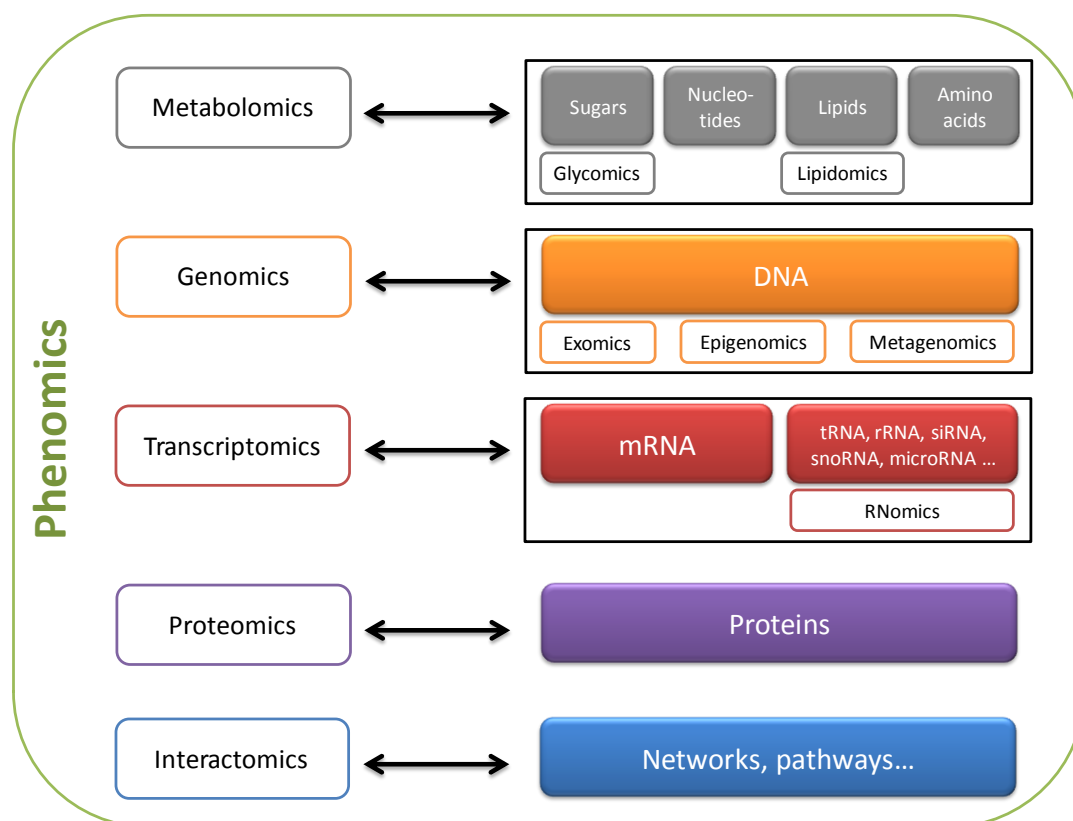 Phenomics
Metabolomics
Sugars
Nucleo-
tides
Lipids
Amino
acids
Glycomics
Lipidomics
Genomics
DNA
Exomics
Epigenomics
Metagenomics
Transcriptomics
mRNA
tRNA, rRNA, siRNA,
snoRNA, microRNA …
RNomics
Proteomics
Proteins
Interactomics
Networks, pathways…